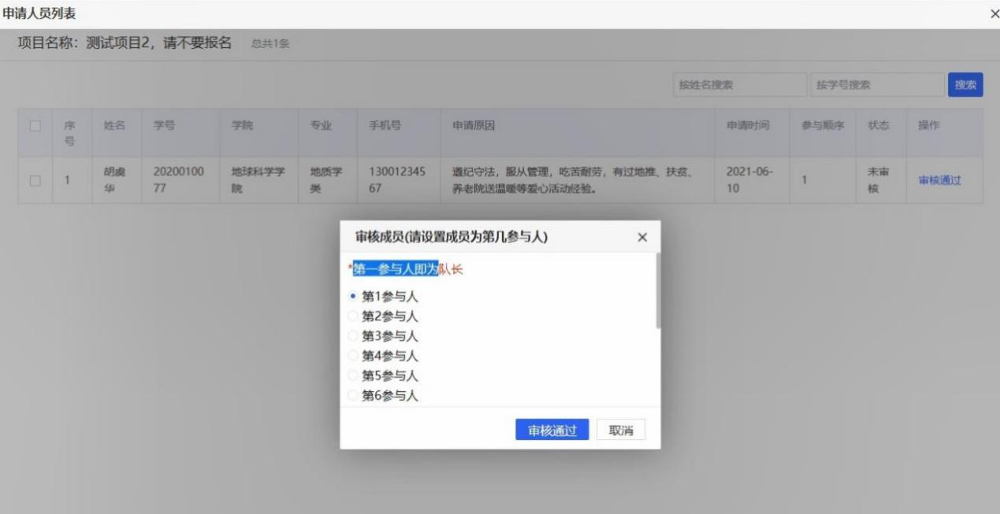 申请人员列表
项目名称：测试项目2，请不要报名 总共1条
按姓名搜索 按学号搜索 搜索
序号 姓名 学号 学院 专业 手机号 申请原因 申请时间 参与顺序 状态 操作
1 胡虞华 2020010077 地球科学学院 地质学类 13001234567 遵纪守法，服从管理，吃苦耐劳，有过地推、扶贫、养老院送温暖等爱心活动经验。 2021-06-10 1 未审核 审核通过
审核成员(请设置成员为第几参与人)
*第一参与人即为队长
第1参与人
第2参与人
第3参与人
第4参与人
第5参与人
第6参与人
审核通过 取消